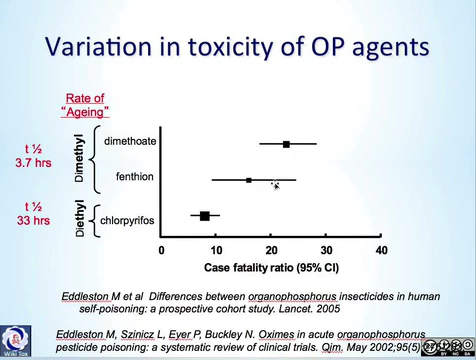 Variation in toxicity of OP agents
Rate of
“Ageing”
t ½
3.7 hrs
Dimethyl
dimethoate
fenthion
t ½
33 hrs
Diethyl
chlorpyrifos
0 10 20 30 40
Case fatality ratio (95% CI)
Eddleston M et al Differences between organophosphorus insecticides in human
self-poisoning: a prospective cohort study. Lancet. 2005
Eddleston M, Szinicz L, Eyer P, Buckley N. Oximes in acute organophosphorus
pesticide poisoning: a systematic review of clinical trials. Qjm, May 2002;95(5)
Wiki Tox